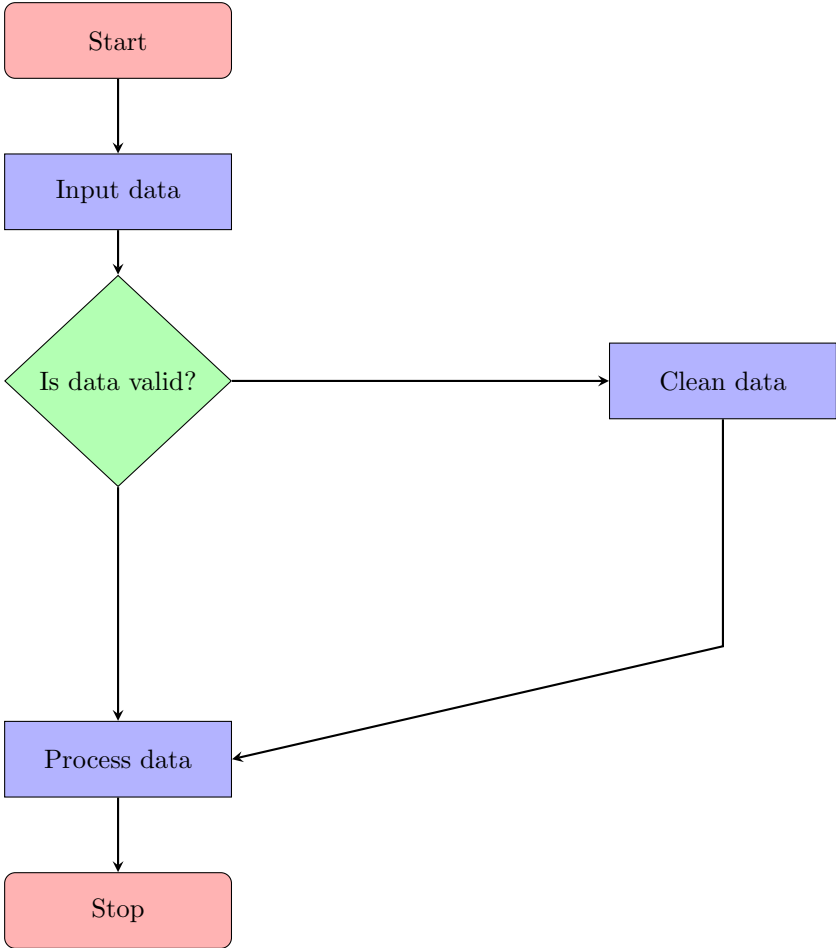 Start
Input data
Is data valid?
Clean data
Process data
Stop